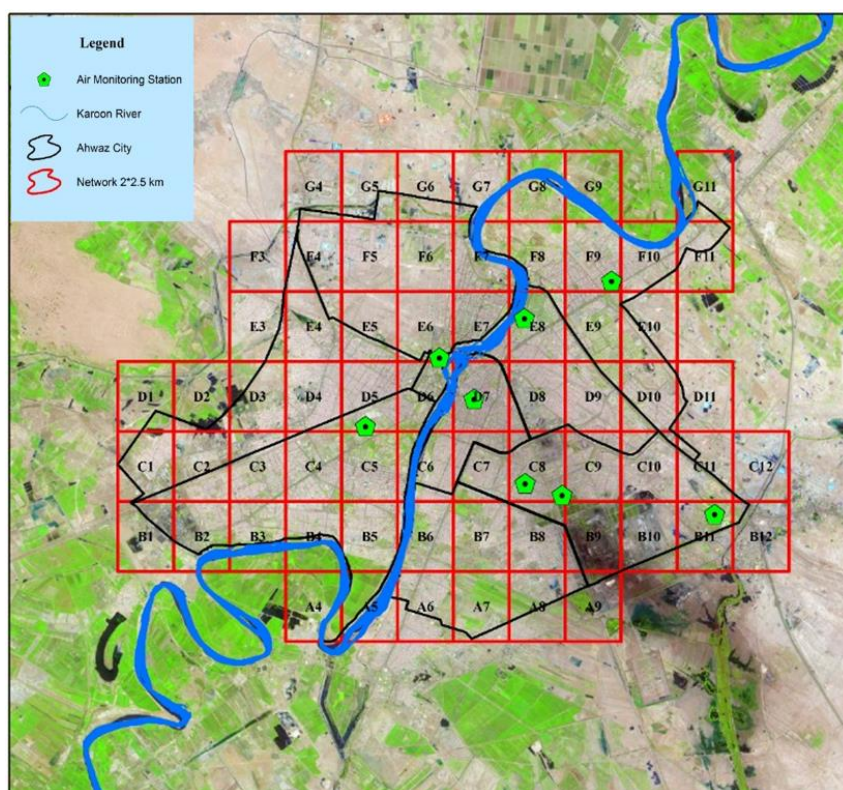 Legend
Air Monitoring Station
Karoon River
Ahwaz City
Network 2*2.5 km
G4 G5 G6 G7 G8 G9 G11
F3 E4 F5 F6 F7 F8 F9 F10 F11
E3 E4 E5 E6 E7 E8 E9 E10
D1 D2 D3 D4 D5 D6 D7 D8 D9 D10 D11
C1 C2 C3 C4 C5 C6 C7 C8 C9 C10 C11 C12
B1 B2 B3 B4 B5 B6 B7 B8 B9 B10 B11 B12
A4 A5 A6 A7 A8 A9